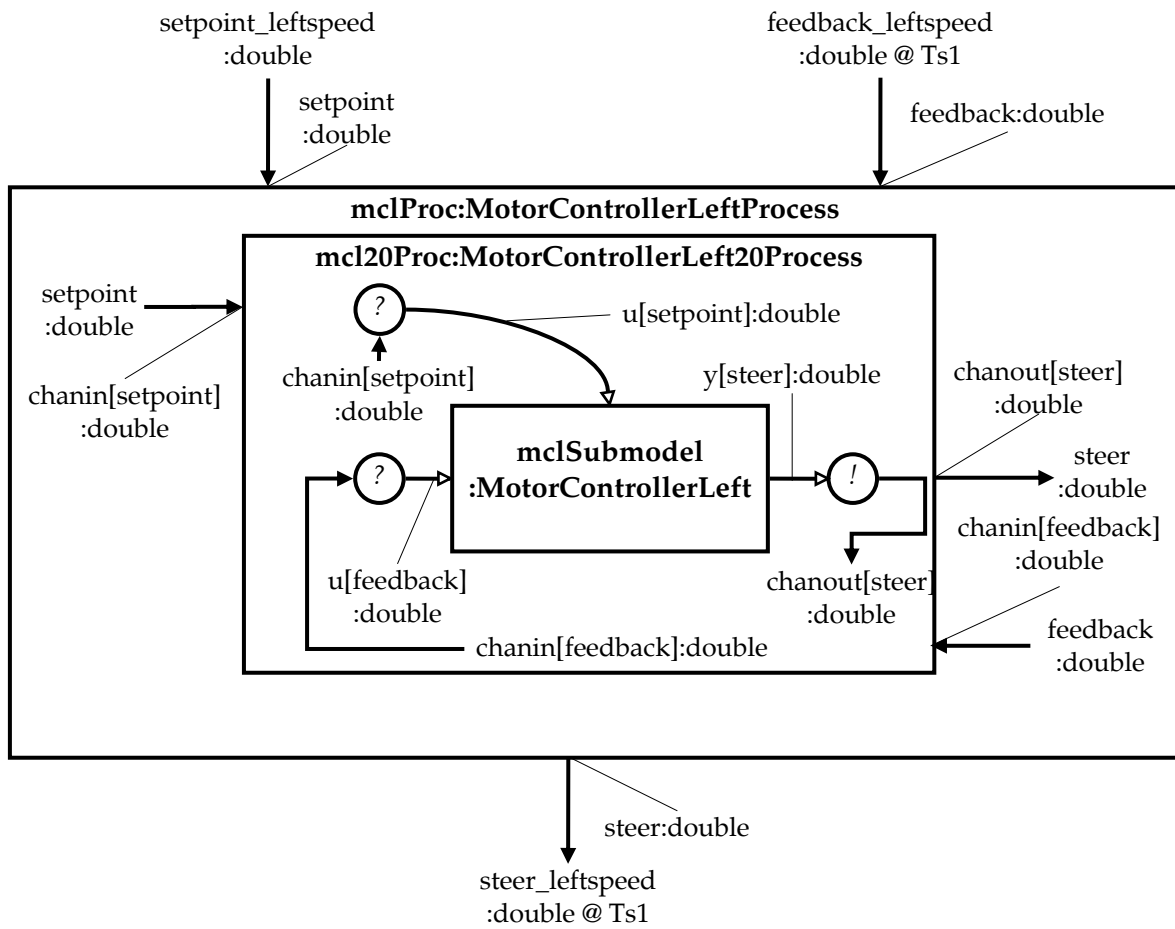 setpoint_leftspeed
:double
feedback_leftspeed
:double @ Ts1
setpoint
:double
feedback:double
mclProc:MotorControllerLeftProcess
mcl20Proc:MotorControllerLeft20Process
setpoint
:double
chanin[setpoint]
:double
?
u[setpoint]:double
chanin[setpoint]
:double
y[steer]:double
chanout[steer]
:double
mclSubmodel
:MotorControllerLeft
?
!
steer
:double
u[feedback]
:double
chanout[steer]
:double
chanin[feedback]
:double
chanin[feedback]:double
feedback
:double
steer:double
steer_leftspeed
:double @ Ts1